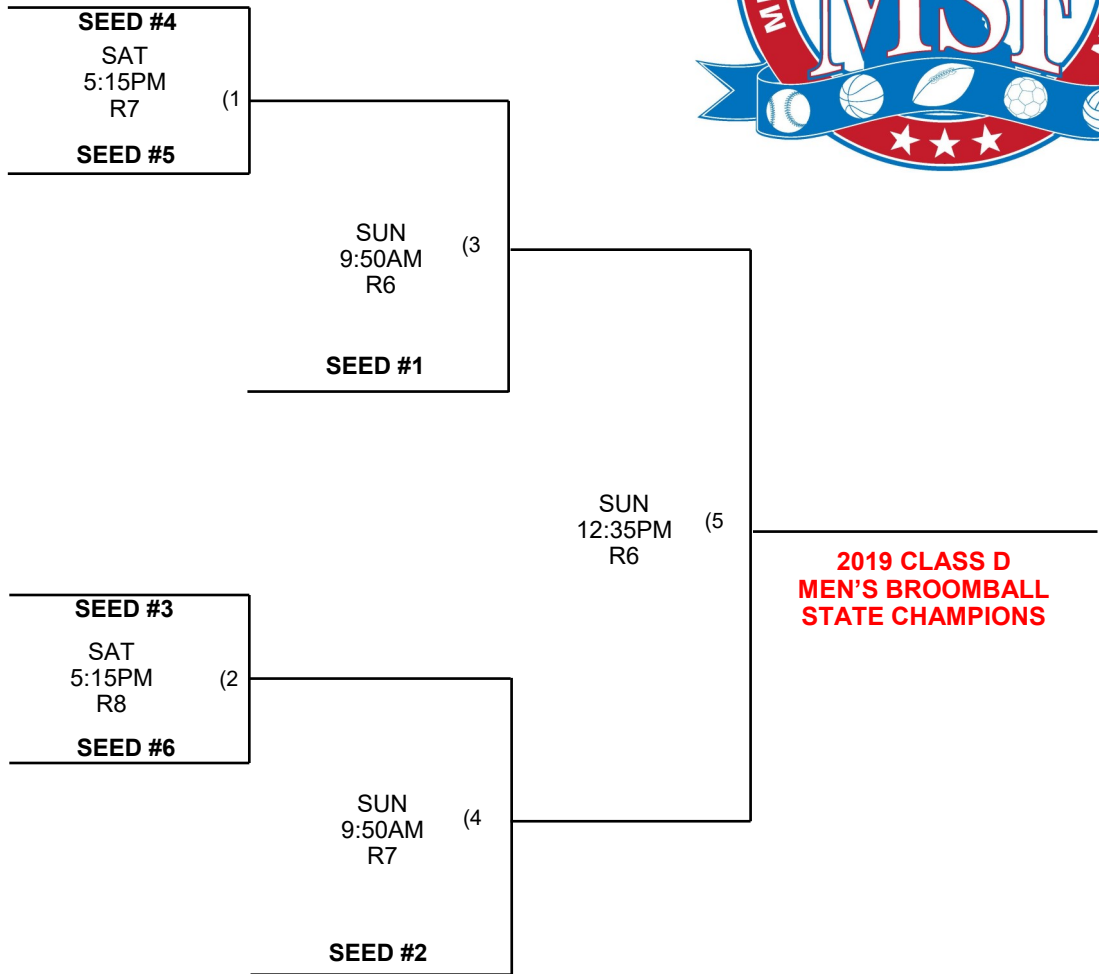 SEED #4
SAT
5:15PM
R7
(1
SEED #5
SUN
9:50AM
R6
(3
SEED #1
SUN
12:35PM
R6
(5
2019 CLASS D
MEN'S BROOMBALL
STATE CHAMPIONS
SEED #3
SAT
5:15PM
R8
(2
SEED #6
SUN
9:50AM
R7
(4
SEED #2